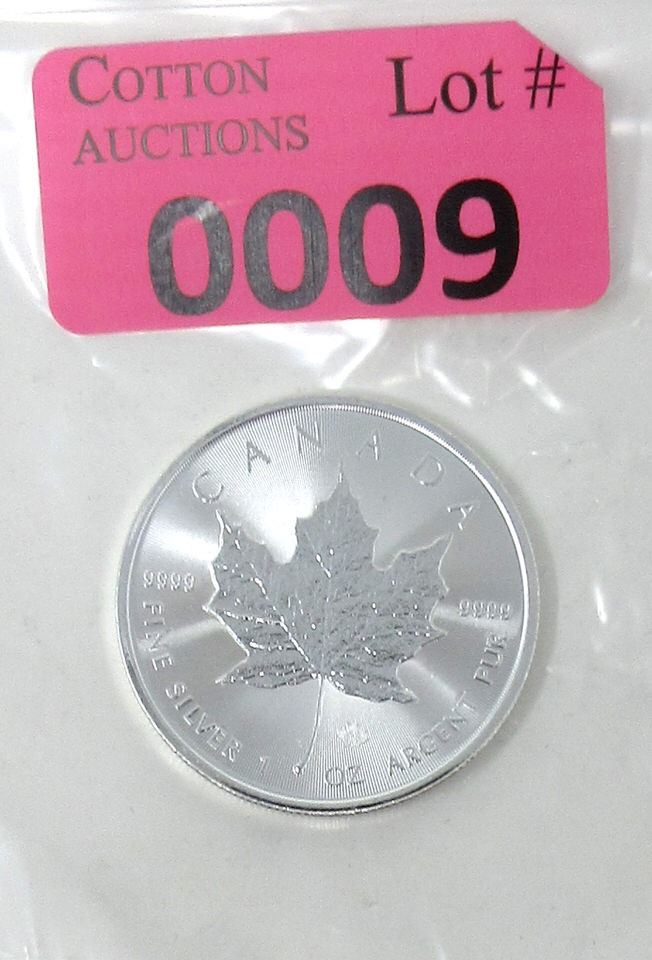 COTTON
AUCTIONS
Lot #
0009
CANADA
9999
9999
FINE SILVER 1 OZ ARGENT PUR